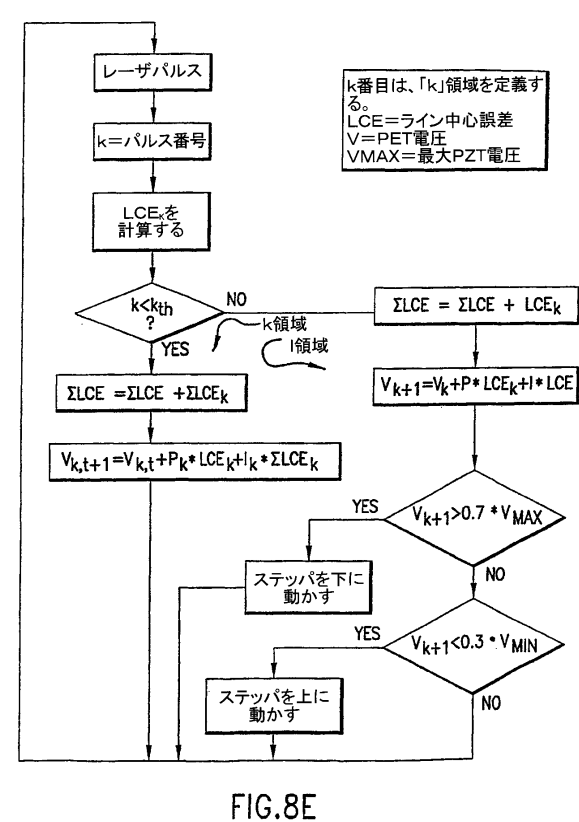 レーザパルス
k番目は、「k」領域を定義す
る。
LCE=ライン中心誤差
V=PET電圧
VMAX=最大PZT電圧
k=パルス番号
LCEₖを
計算する
k<kth
?
NO
YES
k領域
l領域
ΣLCE = ΣLCE + LCEₖ
ΣLCE =ΣLCE +ΣLCEₖ
Vk+1=Vk+P*LCEk+I*LCE
Vk,t+1=Vk,t+Pk*LCEk+Ik*ΣLCEk
Vk+1>0.7*VMAX
YES
NO
ステッパを下に
動かす
Vk+1<0.3・VMIN
YES
NO
ステッパを上に
動かす
FIG.8E